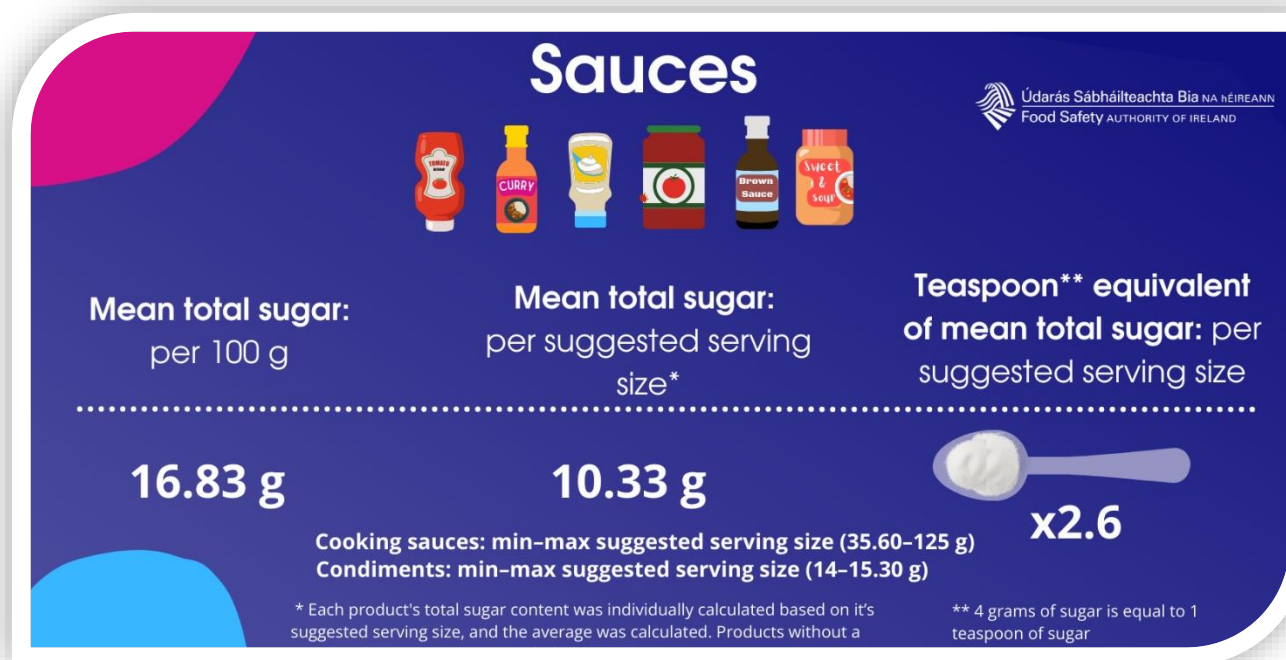 Sauces
Údarás Sábháilteachta Bia NA hÉIREANN
Food Safety AUTHORITY OF IRELAND
TOMATO
CURRY
Brown
Sauce
Sweet
&
sour
Mean total sugar:
per 100 g
Mean total sugar:
per suggested serving
size*
Teaspoon** equivalent
of mean total sugar: per
suggested serving size
16.83 g
10.33 g
x2.6
Cooking sauces: min–max suggested serving size (35.60–125 g)
Condiments: min–max suggested serving size (14–15.30 g)
* Each product's total sugar content was individually calculated based on it's
suggested serving size, and the average was calculated. Products without a
** 4 grams of sugar is equal to 1
teaspoon of sugar